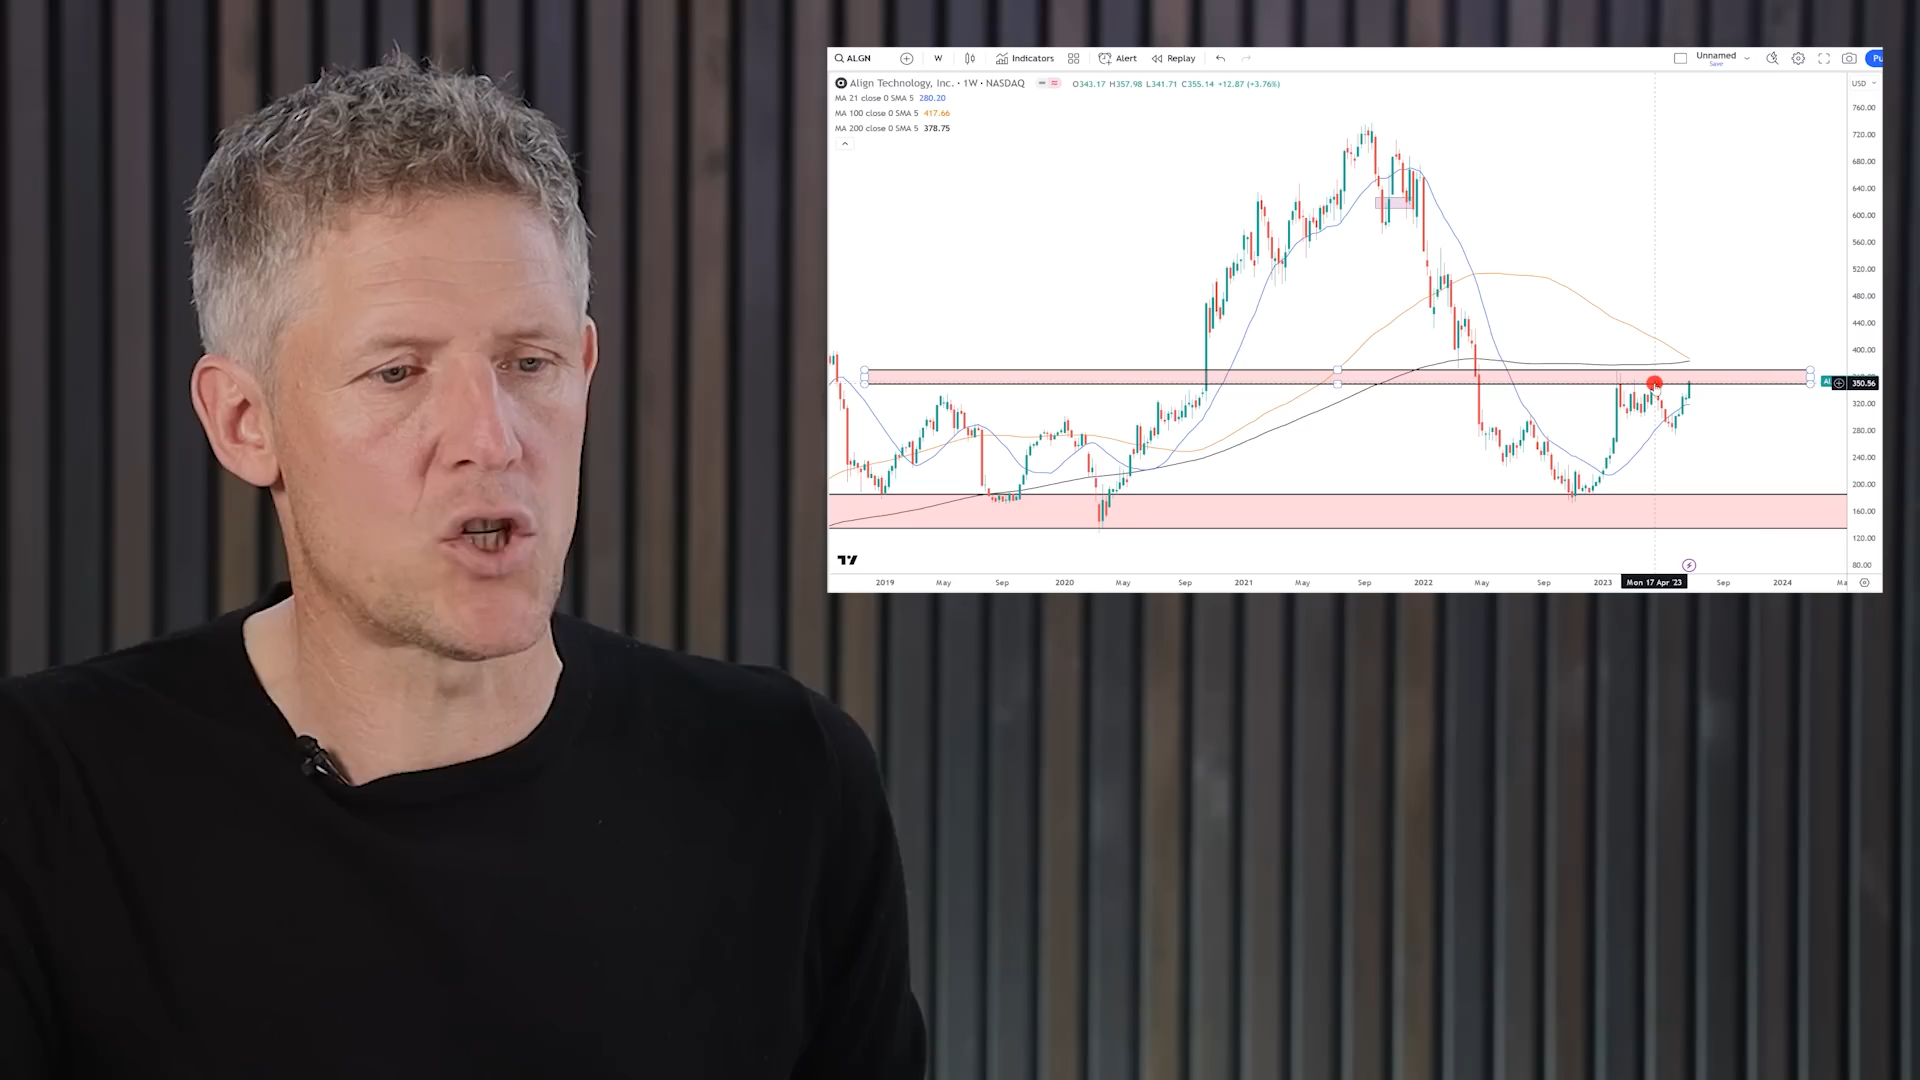 ALGN W Indicators Alert Replay Unnamed
Save
Pu
Align Technology, Inc. · 1W · NASDAQ O343.17 H357.98 L341.71 C355.14 +12.87 (+3.76%) USD
MA 21 close 0 SMA 5 280.20
MA 100 close 0 SMA 5 417.66
MA 200 close 0 SMA 5 378.75
760.00
720.00
680.00
640.00
600.00
560.00
520.00
480.00
440.00
400.00
350.56
320.00
280.00
240.00
200.00
160.00
120.00
80.00
2019 May Sep 2020 May Sep 2021 May Sep 2022 May Sep 2023 Mon 17 Apr '23 Sep 2024 Ma